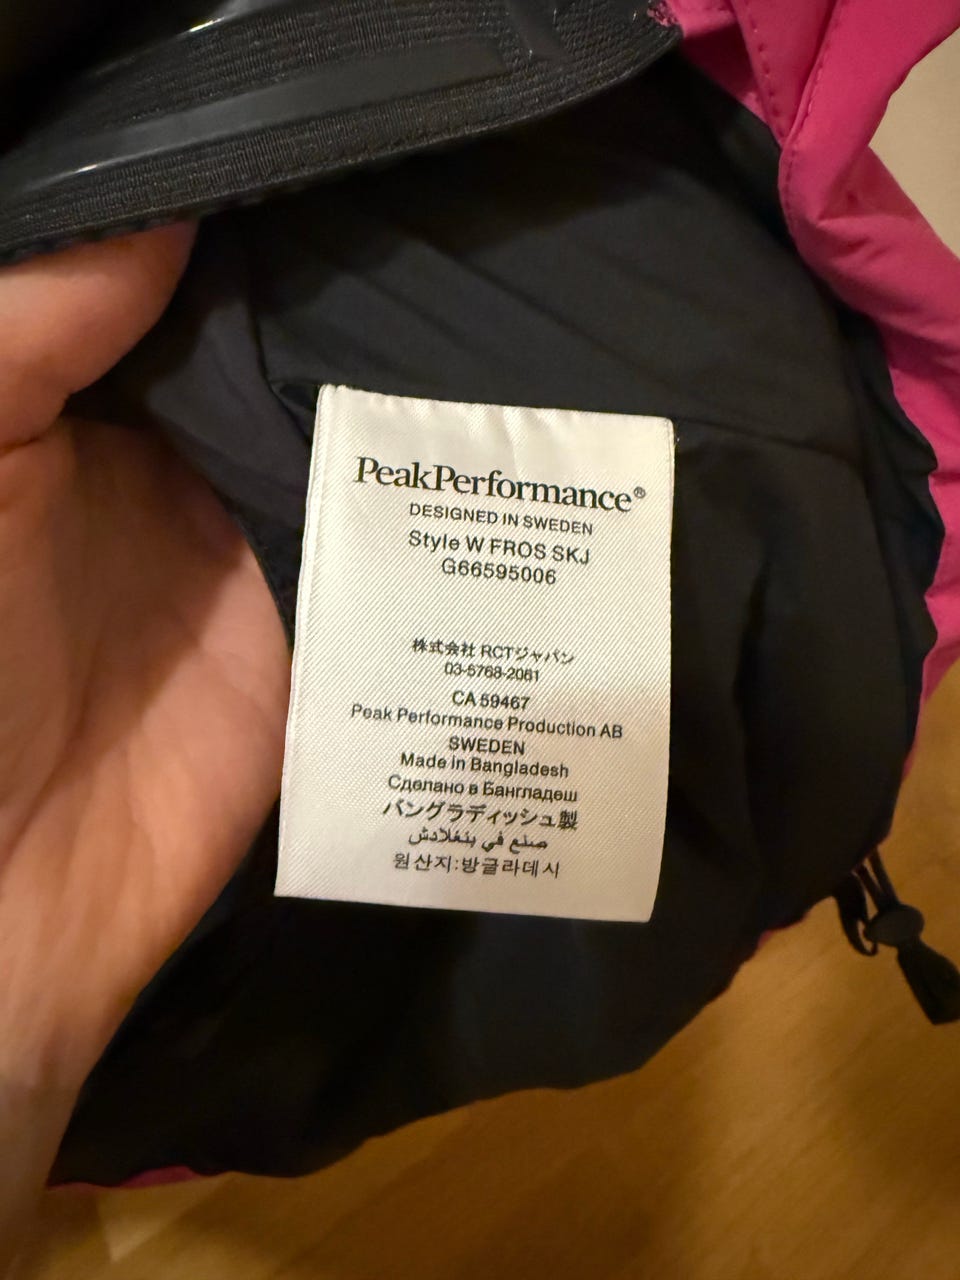 PeakPerformance®
DESIGNED IN SWEDEN
Style W FROS SKJ
G66595006
株式会社 RCTジャパン
03-5768-2061
CA 59467
Peak Performance Production AB
SWEDEN
Made in Bangladesh
Сделано в Бангладеш
バングラディッシュ製
صنع في بنغلادش
원산지:방글라데시